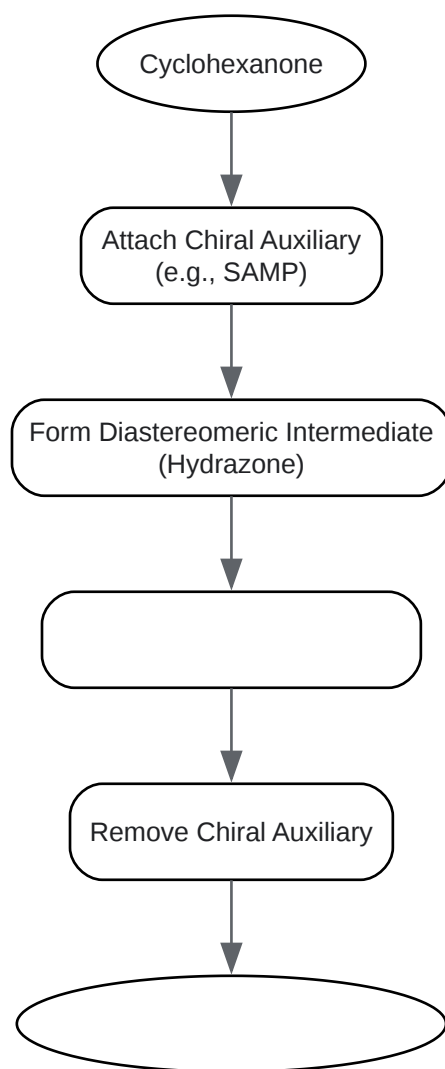 Cyclohexanone
Attach Chiral Auxiliary
(e.g., SAMP)
Form Diastereomeric Intermediate
(Hydrazone)
Remove Chiral Auxiliary